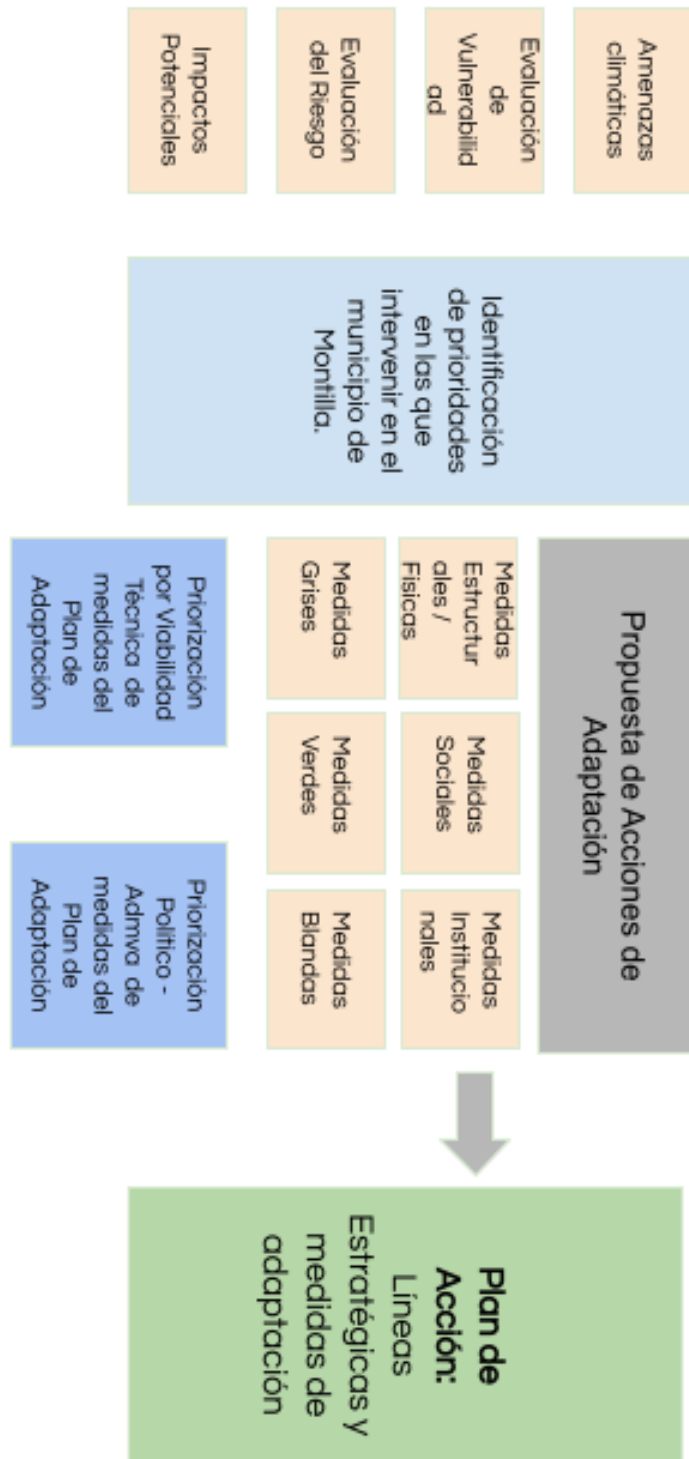 Amenazas
climáticas
Evaluación
de
Vulnerabilid
ad
Evaluación
del Riesgo
Impactos
Potenciales
Identificación
de prioridades
en las que
intervenir en el
municipio de
Montilla.
Propuesta de Acciones de
Adaptación
Medidas
Estructur
ales /
Físicas
Medidas
Sociales
Medidas
Institucio
nales
Medidas
Grises
Medidas
Verdes
Medidas
Blandas
Priorización
por Viabilidad
Técnica de
medidas del
Plan de
Adaptación
Priorización
Político -
Admva de
medidas del
Plan de
Adaptación
Plan de
Acción:
Líneas
Estratégicas y
medidas de
adaptación